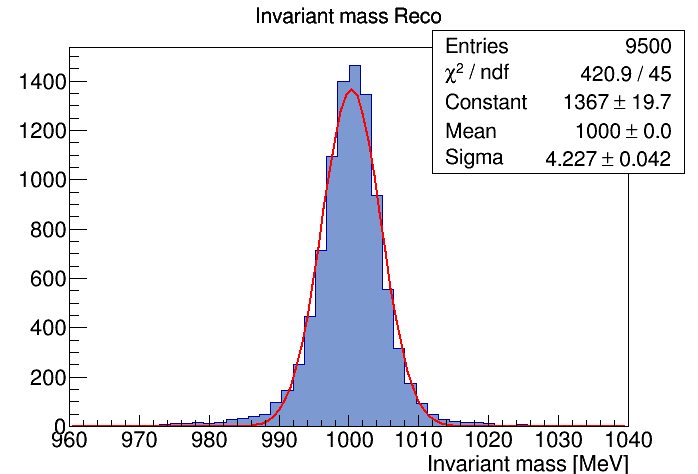 Invariant mass Reco
Entries 9500
χ² / ndf 420.9 / 45
Constant 1367 ± 19.7
Mean 1000 ± 0.0
Sigma 4.227 ± 0.042
1400
1200
1000
800
600
400
200
0
960 970 980 990 1000 1010 1020 1030 1040
Invariant mass [MeV]